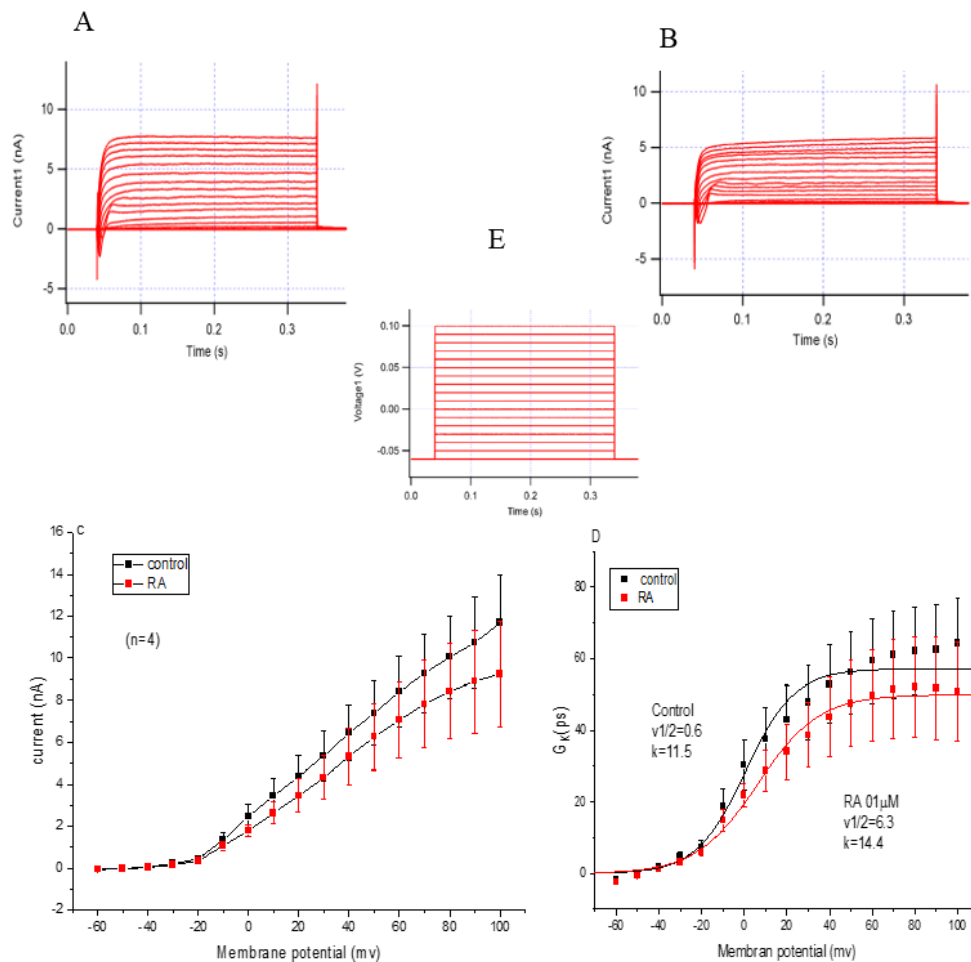 A
Current1 (nA)
10
5
0
-5
0.0 0.1 0.2 0.3
Time (s)
B
Current1 (nA)
10
5
0
-5
0.0 0.1 0.2 0.3
Time (s)
E
Voltage1 (V)
0.10
0.05
0.00
-0.05
0.0 0.1 0.2 0.3
Time (s)
C
current (nA)
16
14
12
10
8
6
4
2
0
-2
control
RA
(n=4)
-60 -40 -20 0 20 40 60 80 100
Membrane potential (mv)
D
GK(ps)
80
60
40
20
0
control
RA
Control
v1/2=0.6
k=11.5
RA 01µM
v1/2=6.3
k=14.4
-60 -40 -20 0 20 40 60 80 100
Membran potential (mv)